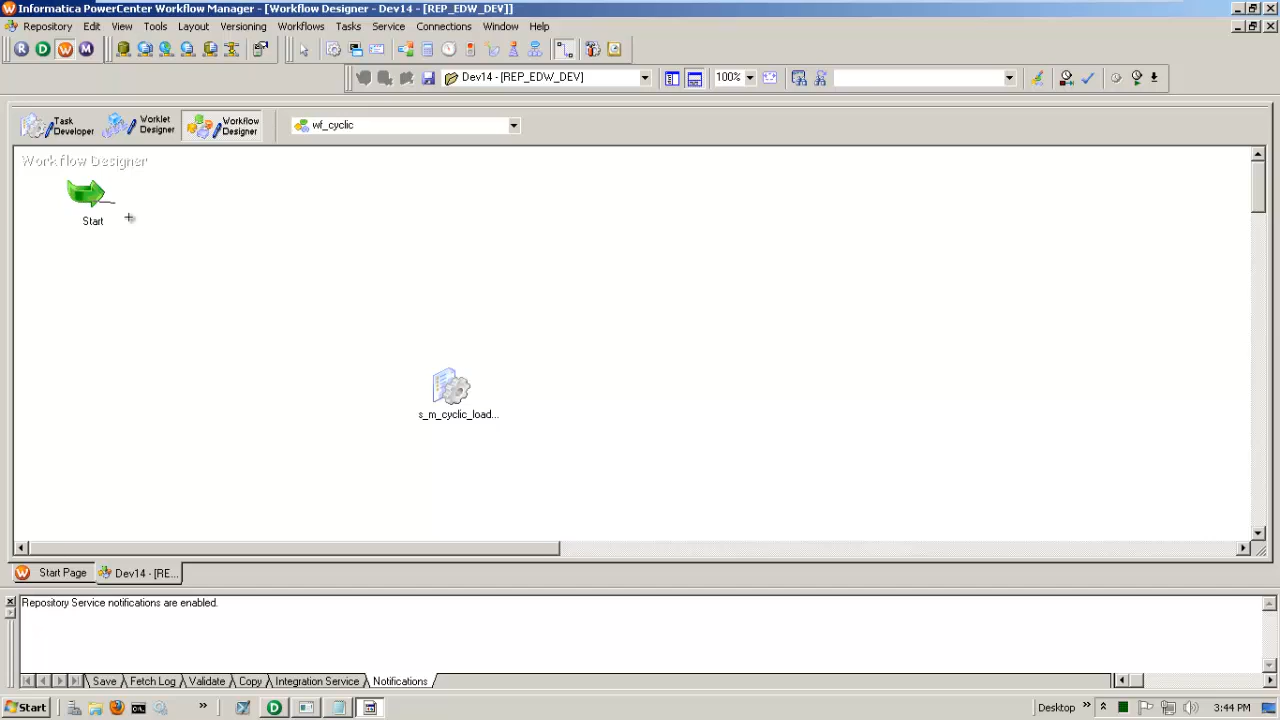 Informatica PowerCenter Workflow Manager - [Workflow Designer - Dev14 - [REP_EDW_DEV]]
Repository Edit View Tools Layout Versioning Workflows Tasks Service Connections Window Help
R D W M
Dev14 - [REP_EDW_DEV] 100%
Task Developer
Worklet Designer
Workflow Designer
wf_cyclic
Workflow Designer
Start
s_m_cyclic_load...
W Start Page Dev14 - [RE...
Repository Service notifications are enabled.
Save Fetch Log Validate Copy Integration Service Notifications
Start D Desktop 3:44 PM